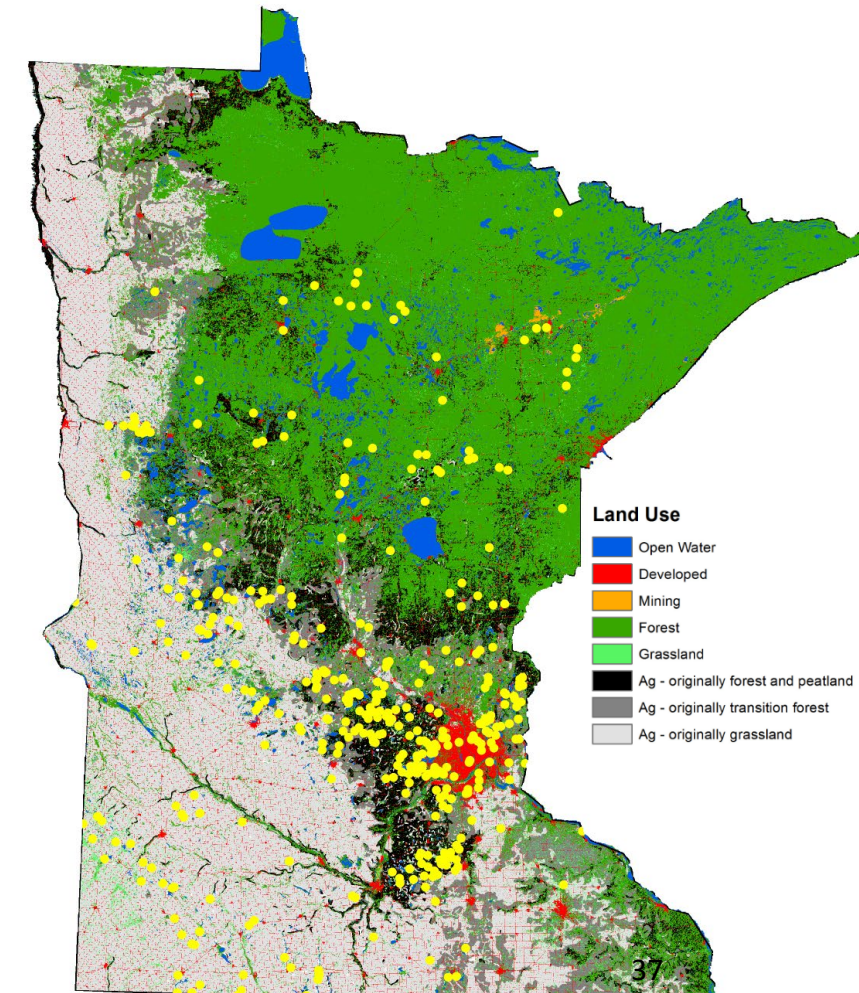 Land Use
Open Water
Developed
Mining
Forest
Grassland
Ag - originally forest and peatland
Ag - originally transition forest
Ag - originally grassland
37